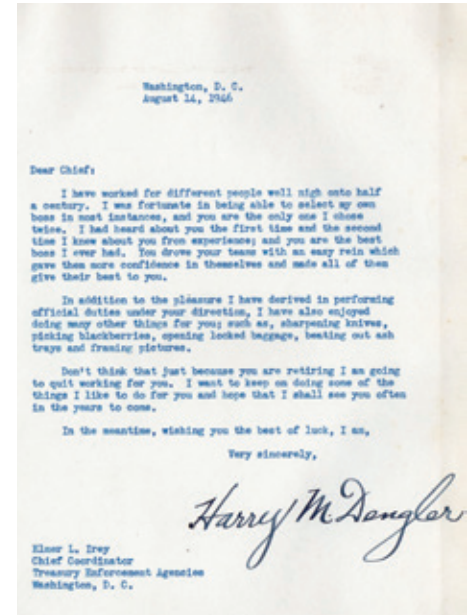 Washington, D. C.
August 14, 1946
Dear Chief:
I have worked for different people well nigh onto half
a century. I was fortunate in being able to select my own
boss in most instances, and you are the only one I chose
twice. I had heard about you the first time and the second
time I knew about you from experience; and you are the best
boss I ever had. You drove your teams with an easy rein which
gave them more confidence in themselves and made all of them
give their best to you.
In addition to the pleasure I have derived in performing
official duties under your direction, I have also enjoyed
doing many other things for you; such as, sharpening knives,
picking blackberries, opening locked baggage, beating out ash
trays and framing pictures.
Don't think that just because you are retiring I am going
to quit working for you. I want to keep on doing some of the
things I like to do for you and hope that I shall see you often
in the years to come.
In the meantime, wishing you the best of luck, I am,
Very sincerely,
Harry M. Dengler
Elmer L. Irey
Chief Coordinator
Treasury Enforcement Agencies
Washington, D. C.